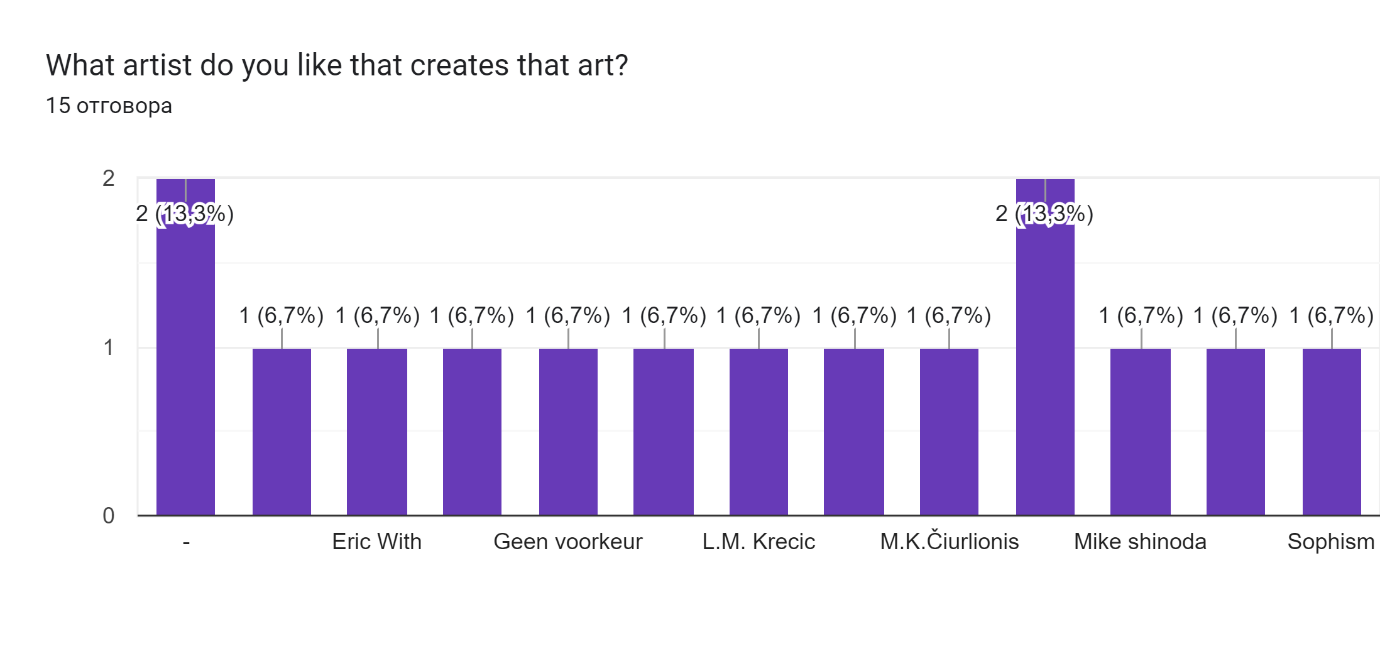 What artist do you like that creates that art?
15 отговора
2
2 (13,3%) 2 (13,3%)
1 (6,7%) 1 (6,7%) 1 (6,7%) 1 (6,7%) 1 (6,7%) 1 (6,7%) 1 (6,7%) 1 (6,7%) 1 (6,7%) 1 (6,7%) 1 (6,7%)
1
0
- Eric With Geen voorkeur L.M. Krecic M.K.Čiurlionis Mike shinoda Sophism